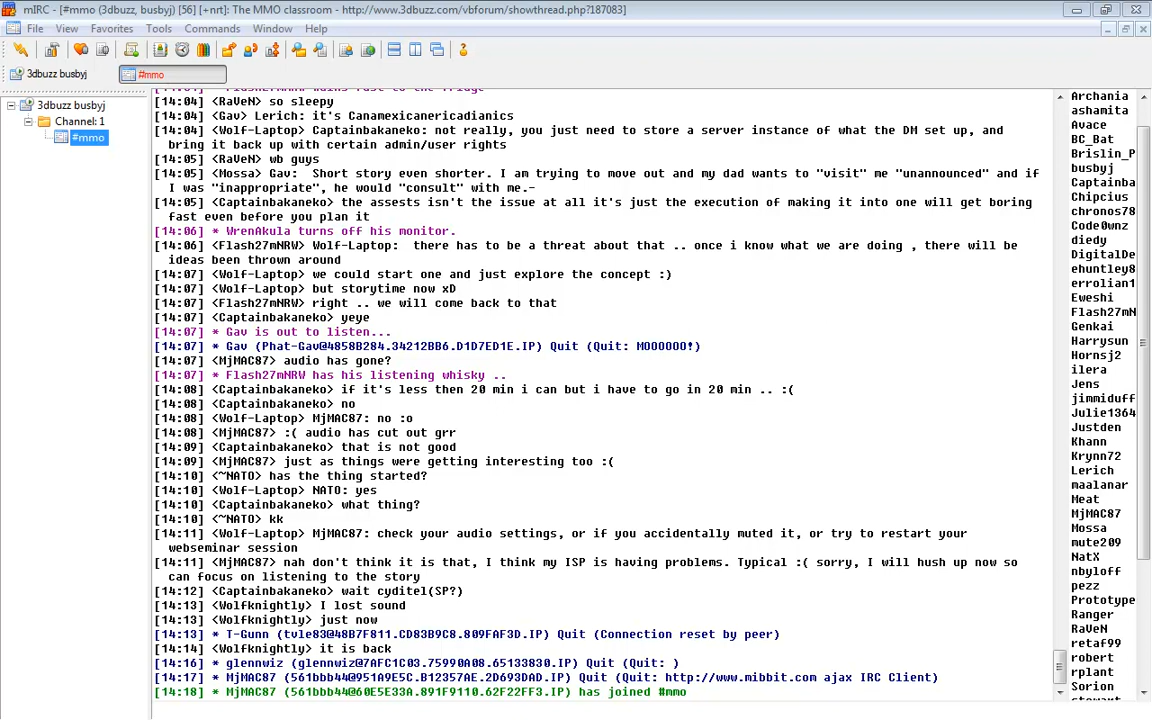 mIRC - [#mmo (3dbuzz, busbyj) [56] [+nrt]: The MMO classroom - http://www.3dbuzz.com/vbforum/showthread.php?187083]
File View Favorites Tools Commands Window Help
3dbuzz busbyj #mmo
3dbuzz busbyj
Channel: 1
#mmo
[14:04] <RaVeN> so sleepy
[14:04] <Gav> Lerich: it's Canamexicanericadianics
[14:04] <Wolf-Laptop> Captainbakaneko: not really, you just need to store a server instance of what the DM set up, and
bring it back up with certain admin/user rights
[14:05] <RaVeN> wb guys
[14:05] <Mossa> Gav:  Short story even shorter. I am trying to move out and my dad wants to "visit" me "unannounced" and if
I was "inappropriate", he would "consult" with me.-
[14:05] <Captainbakaneko> the assests isn't the issue at all it's just the execution of making it into one will get boring
fast even before you plan it
[14:06] * WrenAkula turns off his monitor.
[14:06] <Flash27mNRW> Wolf-Laptop:  there has to be a threat about that .. once i know what we are doing , there will be
ideas been thrown around
[14:07] <Wolf-Laptop> we could start one and just explore the concept :)
[14:07] <Wolf-Laptop> but storytime now xD
[14:07] <Flash27mNRW> right .. we will come back to that
[14:07] <Captainbakaneko> yeye
[14:07] * Gav is out to listen...
[14:07] * Gav (Phat-Gav@4858B284.34212BB6.D1D7ED1E.IP) Quit (Quit: MOOOOOO!)
[14:07] <MjMAC87> audio has gone?
[14:07] * Flash27mNRW has his listening whisky ..
[14:08] <Captainbakaneko> if it's less then 20 min i can but i have to go in 20 min .. :(
[14:08] <Captainbakaneko> no
[14:08] <Wolf-Laptop> MjMAC87: no :o
[14:08] <MjMAC87> :( audio has cut out grr
[14:09] <Captainbakaneko> that is not good
[14:09] <MjMAC87> just as things were getting interesting too :(
[14:10] <~NATO> has the thing started?
[14:10] <Wolf-Laptop> NATO: yes
[14:10] <Captainbakaneko> what thing?
[14:10] <~NATO> kk
[14:11] <Wolf-Laptop> MjMAC87: check your audio settings, or if you accidentally muted it, or try to restart your
webseminar session
[14:11] <MjMAC87> nah don't think it is that, I think my ISP is having problems. Typical :( sorry, I will hush up now so
can focus on listening to the story
[14:12] <Captainbakaneko> wait cyditel(SP?)
[14:13] <Wolfknightly> I lost sound
[14:13] <Wolfknightly> just now
[14:13] * T-Gunn (tvle83@48B7F811.CD83B9C8.809FAF3D.IP) Quit (Connection reset by peer)
[14:14] <Wolfknightly> it is back
[14:16] * glennwiz (glennwiz@7AFC1C03.75990A08.65133830.IP) Quit (Quit: )
[14:17] * MjMAC87 (561bbb44@951A9E5C.B12357AE.2D693DAD.IP) Quit (Quit: http://www.mibbit.com ajax IRC Client)
[14:18] * MjMAC87 (561bbb44@60E5E33A.891F9110.62F22FF3.IP) has joined #mmo
Archania
ashamita
Avace
BC_Bat
Brislin_P
busbyj
Captainba
Chipcius
chronos78
Code0wnz
diedy
DigitalDe
ehuntley8
errolian1
Eweshi
Flash27mN
Genkai
Harrysun
Hornsj2
ilera
Jens
jimmiduff
Julie1364
Justden
Khann
Krynn72
Lerich
maalanar
Meat
MjMAC87
Mossa
mute209
NatX
nbyloff
pezz
Prototype
Ranger
RaVeN
retaf99
robert
rplant
Sorion